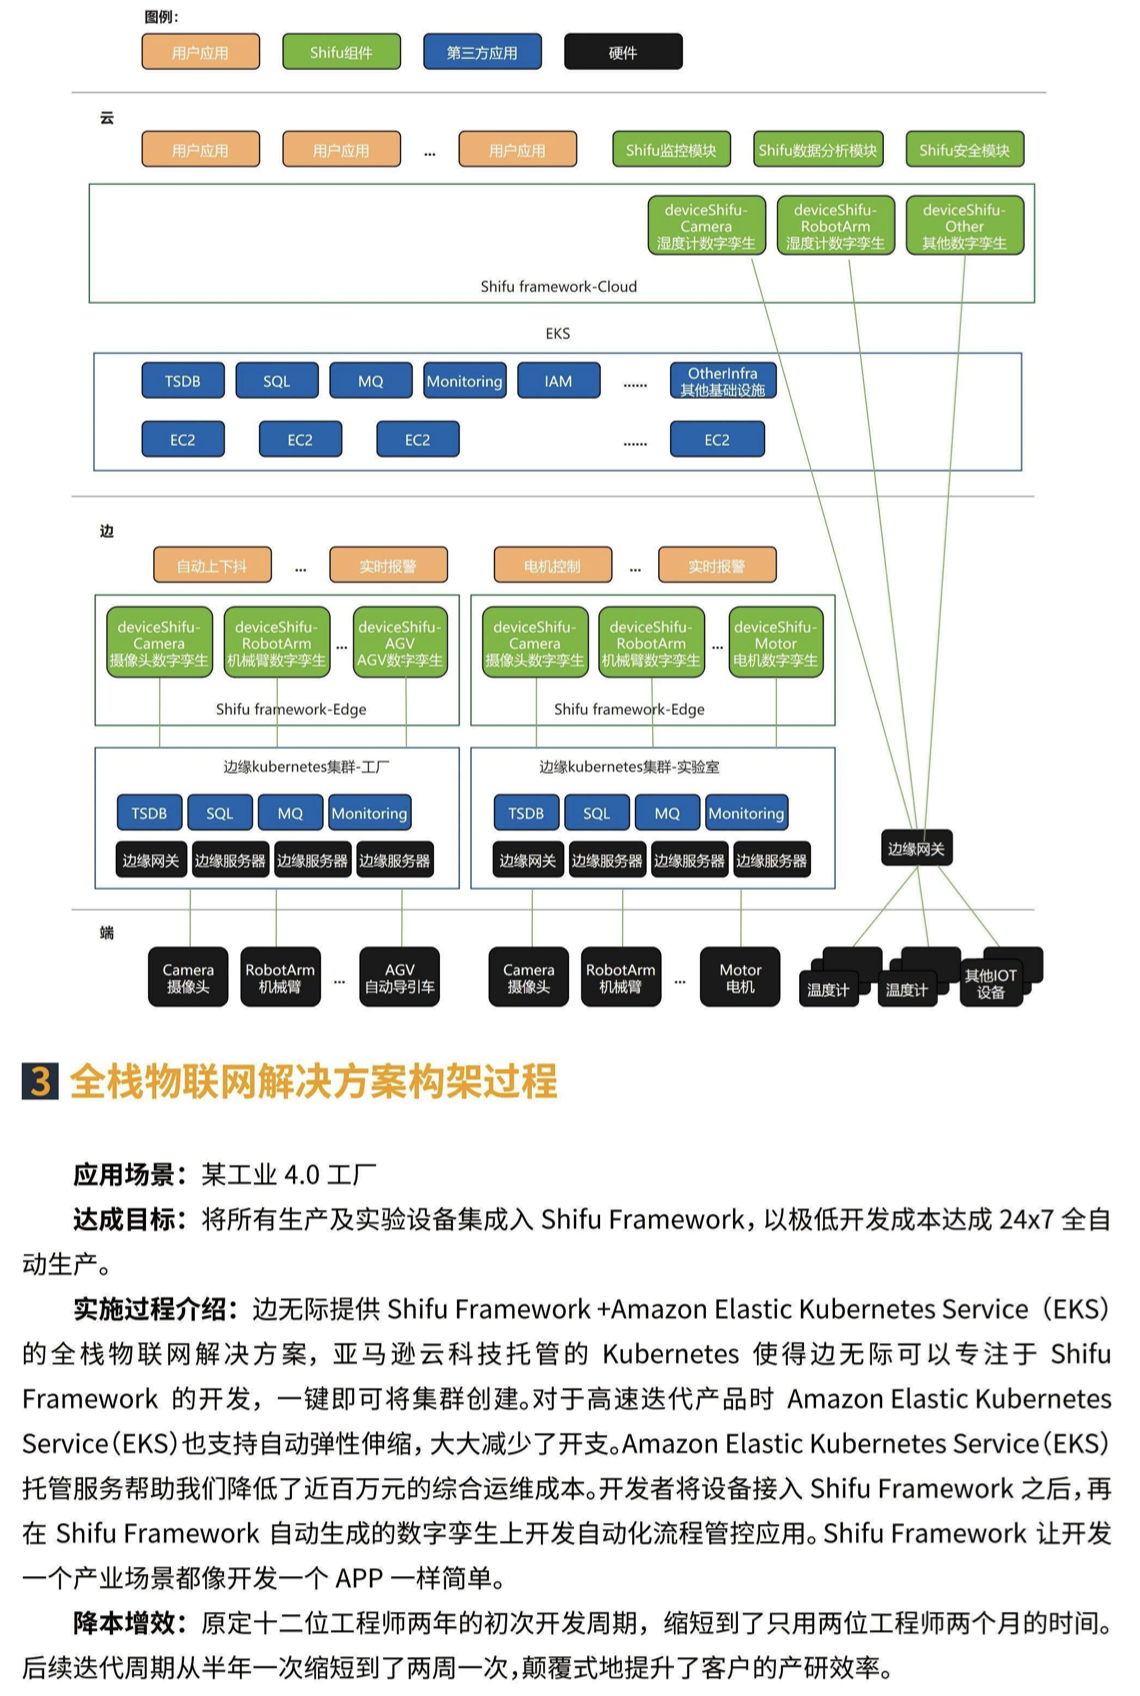 图例：
用户应用 Shifu组件 第三方应用 硬件
云
用户应用 用户应用 ... 用户应用 Shifu监控模块 Shifu数据分析模块 Shifu安全模块
deviceShifu- deviceShifu- deviceShifu-
Camera RobotArm Other
湿度计数字孪生 湿度计数字孪生 其他数字孪生
Shifu framework-Cloud
EKS
TSDB SQL MQ Monitoring IAM ...... OtherInfra
其他基础设施
EC2 EC2 EC2 ...... EC2
边
自动上下抖 ... 实时报警 电机控制 ... 实时报警
deviceShifu- deviceShifu- deviceShifu- deviceShifu- deviceShifu- deviceShifu-
Camera RobotArm ... AGV Camera RobotArm ... Motor
摄像头数字孪生 机械臂数字孪生 AGV数字孪生 摄像头数字孪生 机械臂数字孪生 电机数字孪生
Shifu framework-Edge Shifu framework-Edge
边缘kubernetes集群-工厂 边缘kubernetes集群-实验室
TSDB SQL MQ Monitoring TSDB SQL MQ Monitoring
边缘网关 边缘服务器 边缘服务器 边缘服务器 边缘网关 边缘服务器 边缘服务器 边缘服务器 边缘网关
端
Camera RobotArm AGV Camera RobotArm Motor
摄像头 机械臂 ... 自动导引车 摄像头 机械臂 ... 电机 温度计 温度计 其他IOT
设备
3 全栈物联网解决方案构架过程
应用场景：某工业 4.0 工厂
达成目标：将所有生产及实验设备集成入 Shifu Framework，以极低开发成本达成 24x7 全自
动生产。
实施过程介绍：边无际提供 Shifu Framework +Amazon Elastic Kubernetes Service（EKS）
的全栈物联网解决方案，亚马逊云科技托管的 Kubernetes 使得边无际可以专注于 Shifu
Framework 的开发，一键即可将集群创建。对于高速迭代产品时 Amazon Elastic Kubernetes
Service（EKS）也支持自动弹性伸缩，大大减少了开支。Amazon Elastic Kubernetes Service（EKS）
托管服务帮助我们降低了近百万元的综合运维成本。开发者将设备接入 Shifu Framework 之后，再
在 Shifu Framework 自动生成的数字孪生上开发自动化流程管控应用。Shifu Framework 让开发
一个产业场景都像开发一个 APP 一样简单。
降本增效：原定十二位工程师两年的初次开发周期，缩短到了只用两位工程师两个月的时间。
后续迭代周期从半年一次缩短到了两周一次，颠覆式地提升了客户的产研效率。